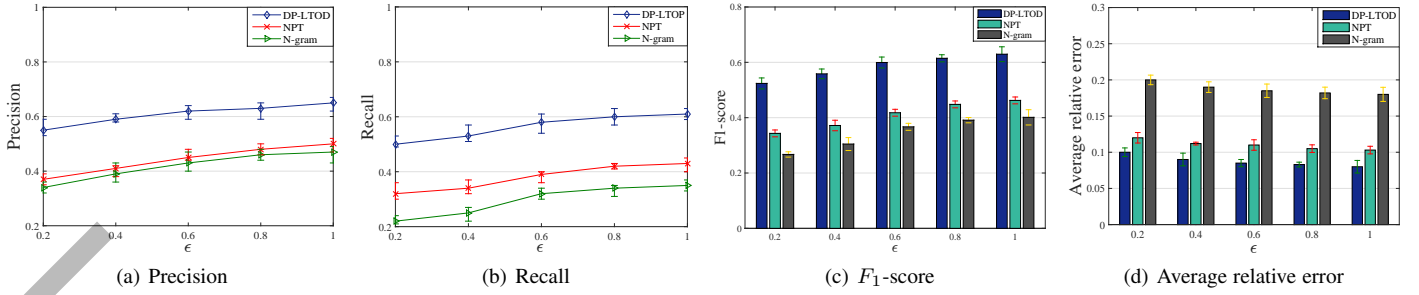 DP-LTOD
NPT
N-gram
Precision
1
0.8
0.6
0.4
0.2
0.2 0.4 0.6 0.8 1
ϵ
(a) Precision
DP-LTOP
NPT
N-gram
Recall
1
0.8
0.6
0.4
0.2
0.2 0.4 0.6 0.8 1
ϵ
(b) Recall
DP-LTOD
NPT
N-gram
F1-score
0.8
0.6
0.4
0.2
0
0.2 0.4 0.6 0.8 1
ϵ
(c) F₁-score
DP-LTOD
NPT
N-gram
Average relative error
0.3
0.25
0.2
0.15
0.1
0.05
0
0.2 0.4 0.6 0.8 1
ϵ
(d) Average relative error